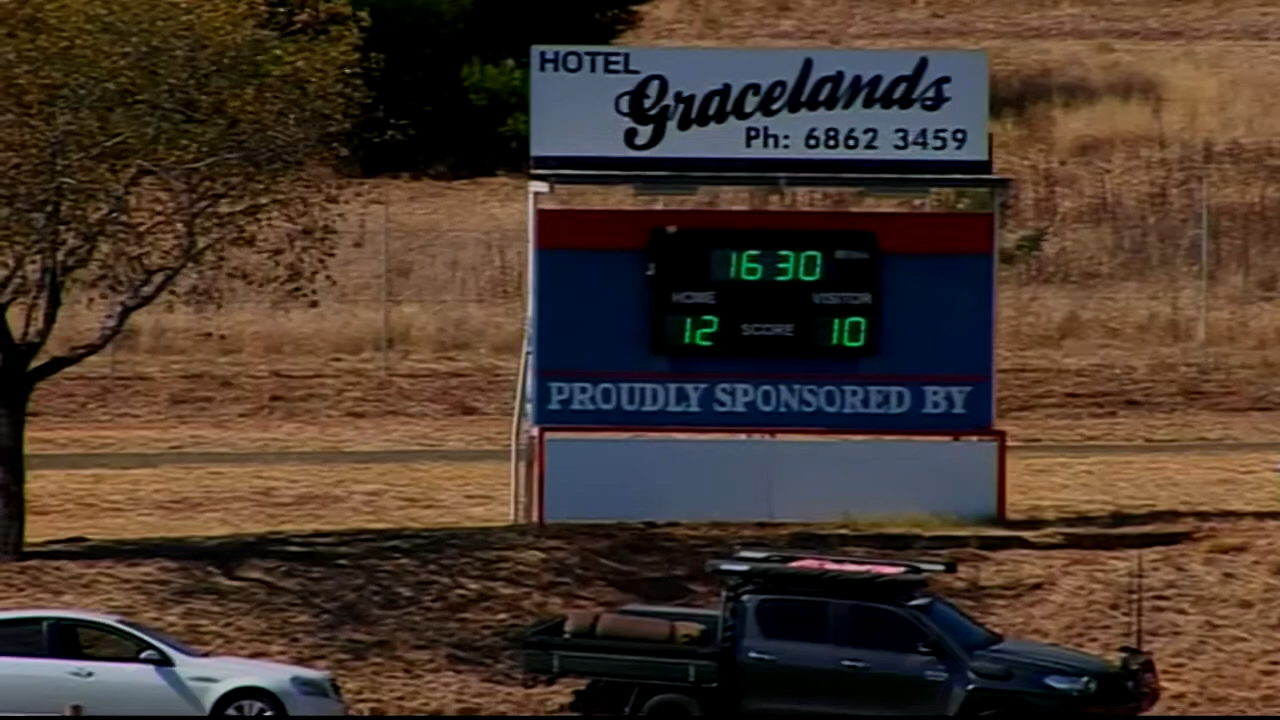 HOTEL
Gracelands
Ph: 6862 3459
16 30
HOME VISITOR
12 SCORE 10
PROUDLY SPONSORED BY